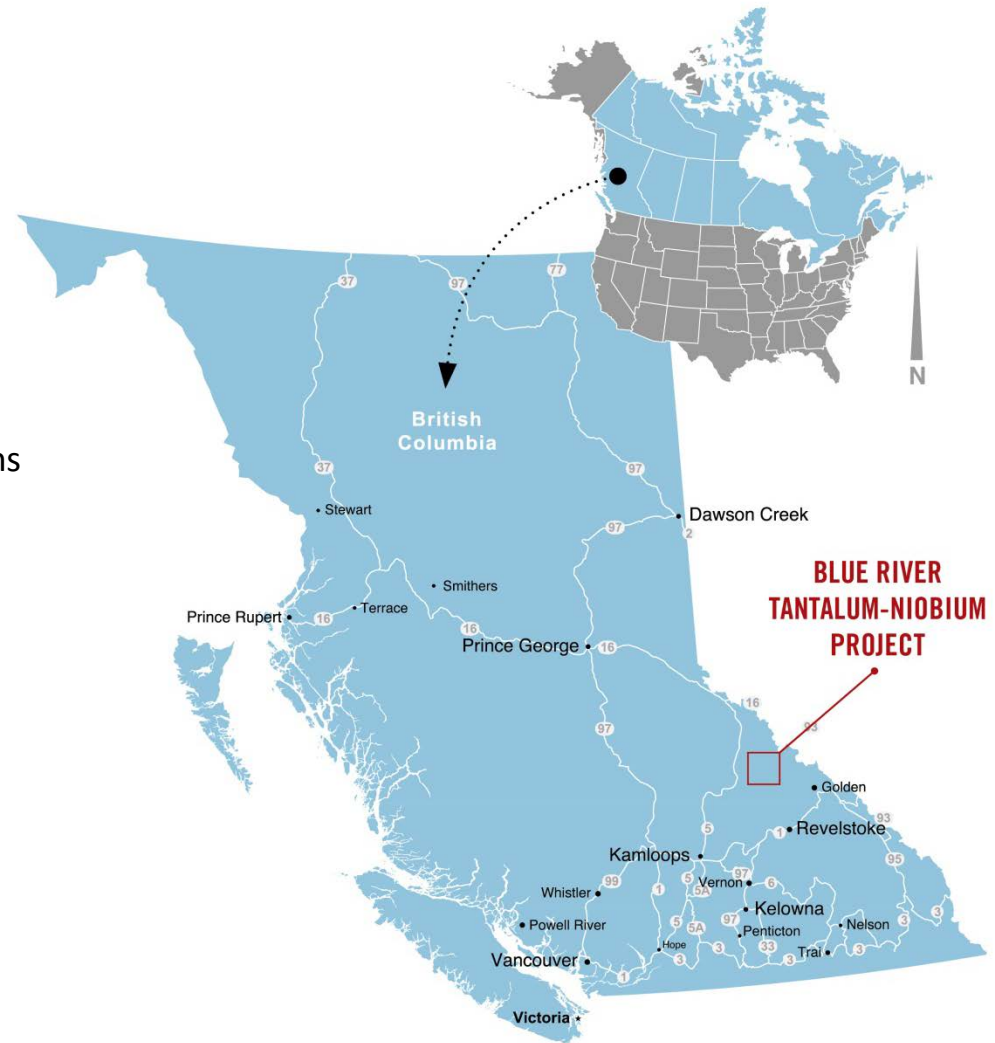 N
37
97
77
British
Columbia
ns
37
97
Stewart
97
Dawson Creek
2
Smithers
BLUE RIVER
TANTALUM-NIOBIUM
PROJECT
Prince Rupert
16
Terrace
16
Prince George
16
16
97
93
Golden
5
1
Revelstoke
93
Kamloops
95
Whistler
99
1
5
5A
97
Vernon
6
Powell River
5
5A
97
Kelowna
Penticton
Nelson
3
3
Vancouver
1
Hope
3
3
33
3
Trai
3
Victoria